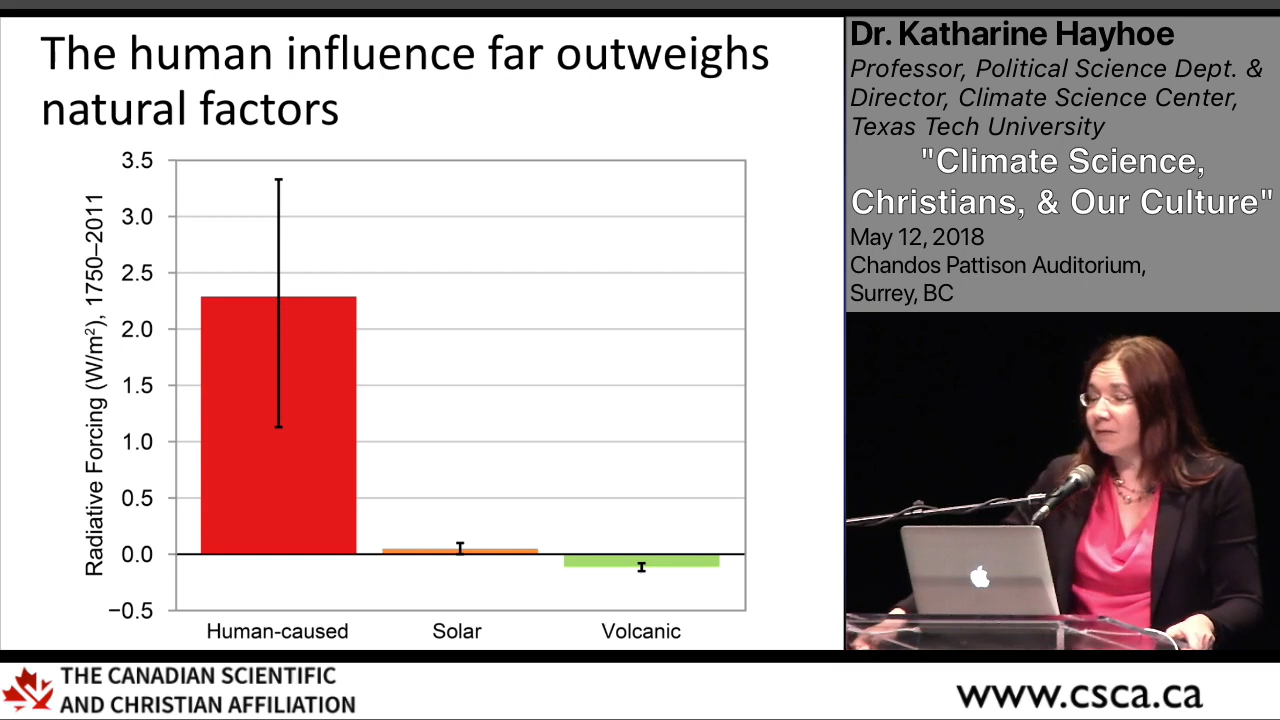 The human influence far outweighs
natural factors
Radiative Forcing (W/m²), 1750–2011
3.5
3.0
2.5
2.0
1.5
1.0
0.5
0.0
−0.5
Human-caused
Solar
Volcanic
Dr. Katharine Hayhoe
Professor, Political Science Dept. &
Director, Climate Science Center,
Texas Tech University
"Climate Science,
Christians, & Our Culture"
May 12, 2018
Chandos Pattison Auditorium,
Surrey, BC
THE CANADIAN SCIENTIFIC
AND CHRISTIAN AFFILIATION
www.csca.ca